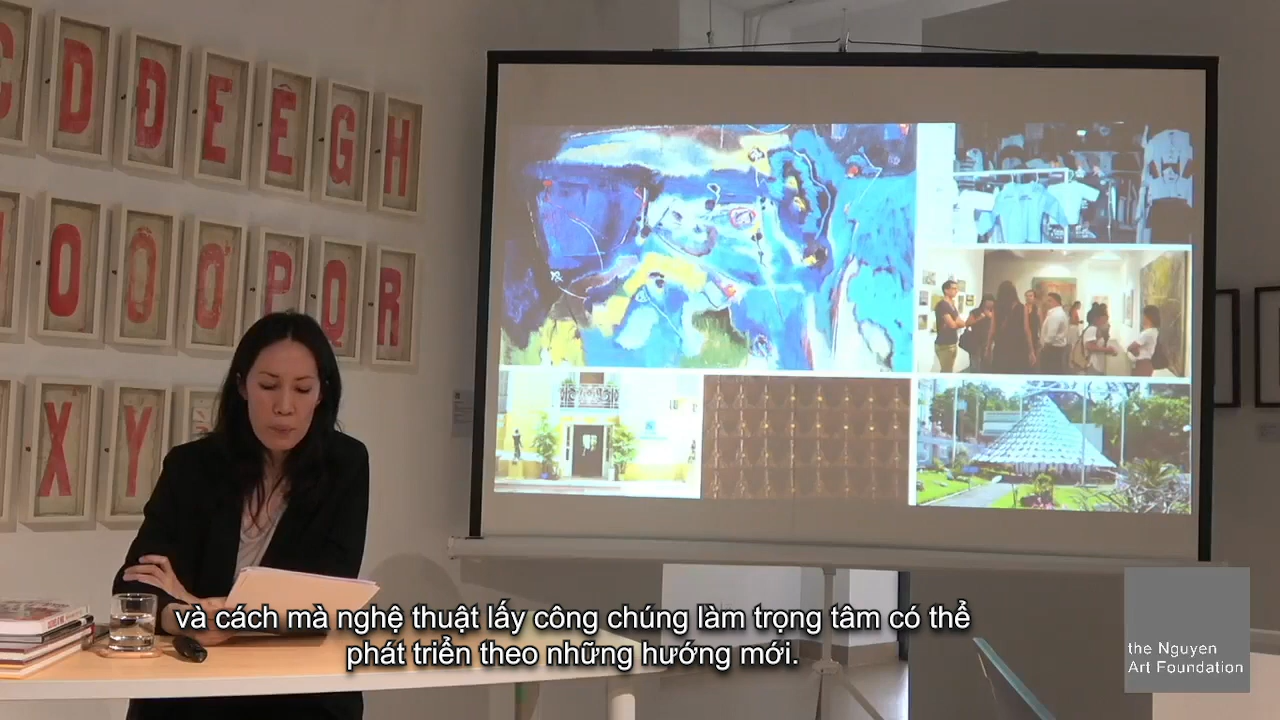 C D Đ E Ê G H
O Ô Ơ P Q R
X Y
và cách mà nghệ thuật lấy công chúng làm trọng tâm có thể
phát triển theo những hướng mới.
the Nguyen
Art Foundation